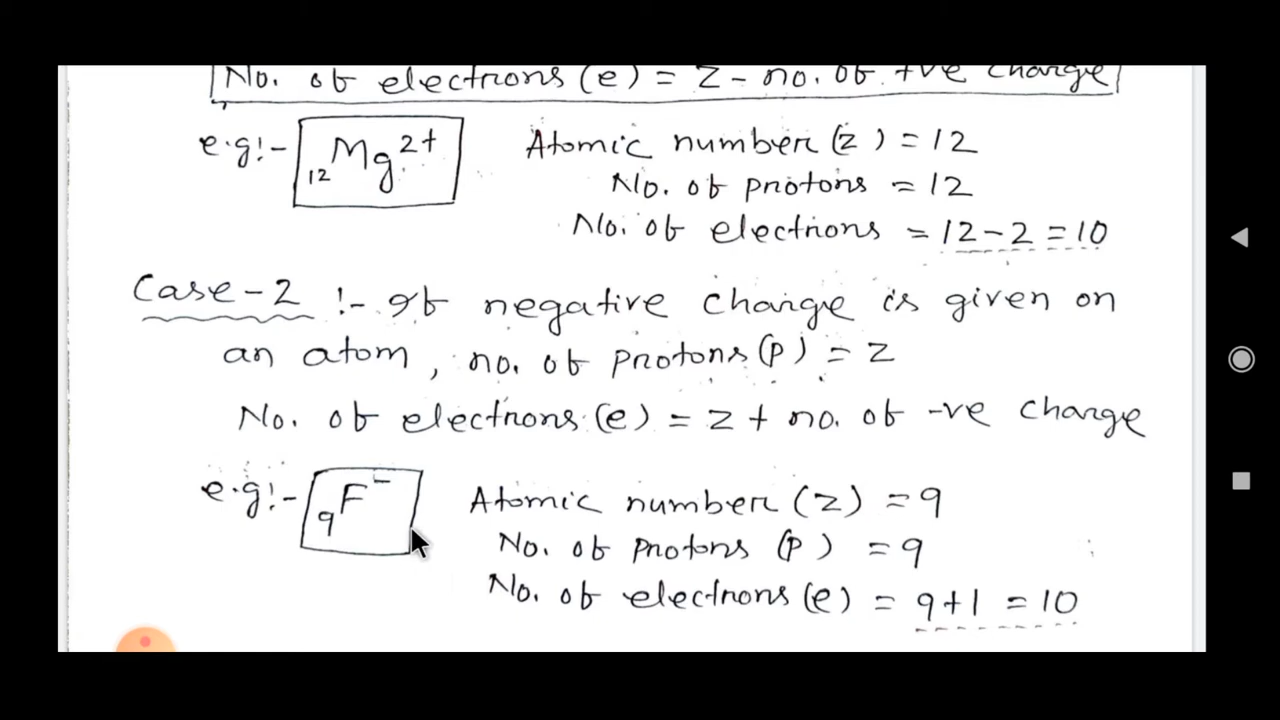 No. of electrons (e) = Z - no. of +ve charge
e.g:- ₁₂Mg²⁺ Atomic number (z) = 12
No. of protons = 12
No. of electrons = 12-2 = 10
Case-2 :- If negative charge is given on
an atom, no. of protons (p) = z
No. of electrons (e) = z + no. of -ve charge
e.g:- ₉F⁻ Atomic number (z) = 9
No. of protons (p) = 9
No. of electrons (e) = 9+1 = 10